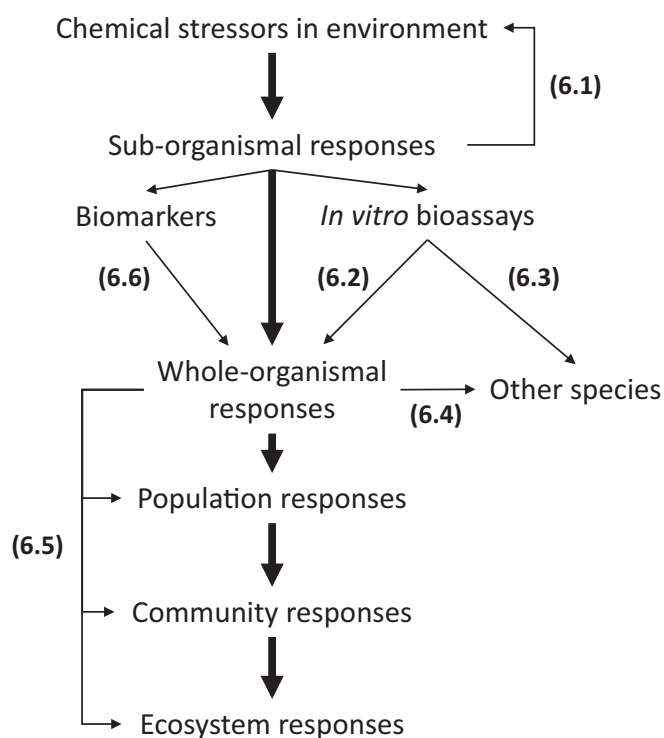 Chemical stressors in environment
(6.1)
Sub-organismal responses
Biomarkers
In vitro bioassays
(6.6)
(6.2)
(6.3)
Whole-organismal
responses
Other species
(6.4)
Population responses
(6.5)
Community responses
Ecosystem responses